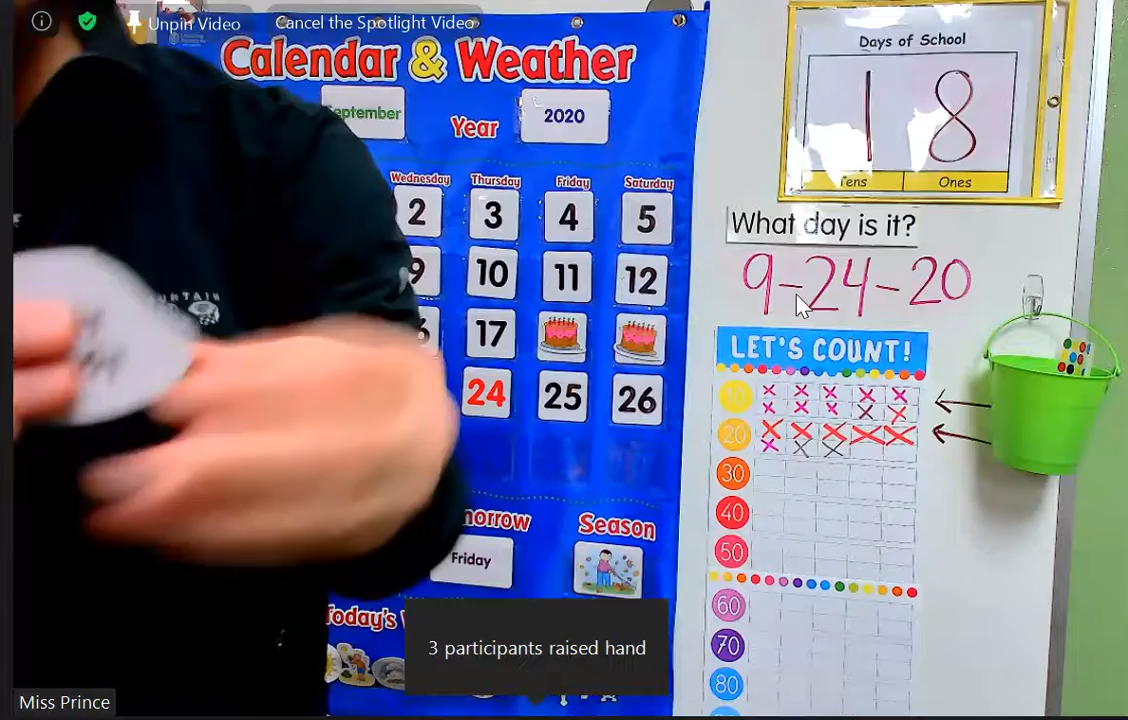 Unpin Video
Cancel the Spotlight Video
Calendar & Weather
September
Year
2020
Wednesday Thursday Friday Saturday
2 3 4 5
9 10 11 12
17
24 25 26
Tomorrow
Season
Friday
Today's
3 participants raised hand
Miss Prince
Days of School
1 8
Tens Ones
What day is it?
9-24-20
LET'S COUNT!
10
20
30
40
50
60
70
80